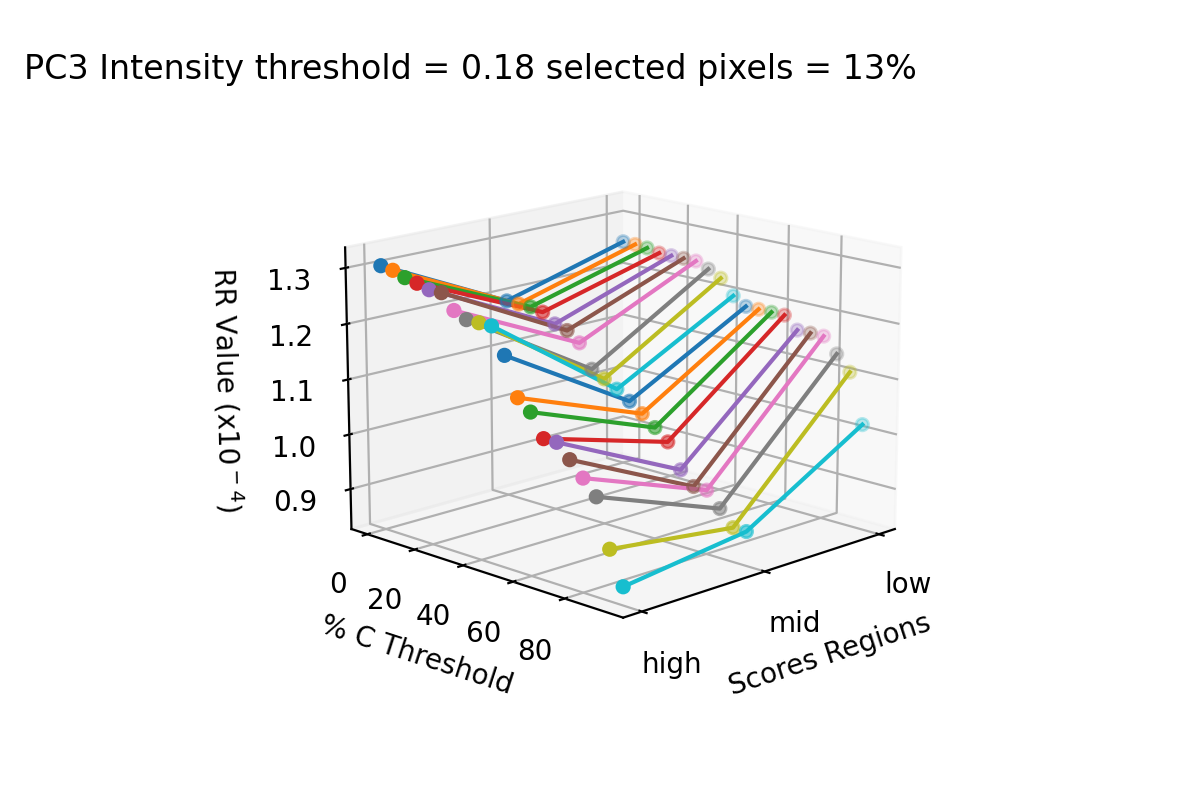 PC3 Intensity threshold = 0.18 selected pixels = 13%
RR Value (x10⁻⁴)
1.3
1.2
1.1
1.0
0.9
0
20
40
60
80
% C Threshold
high
mid
low
Scores Regions